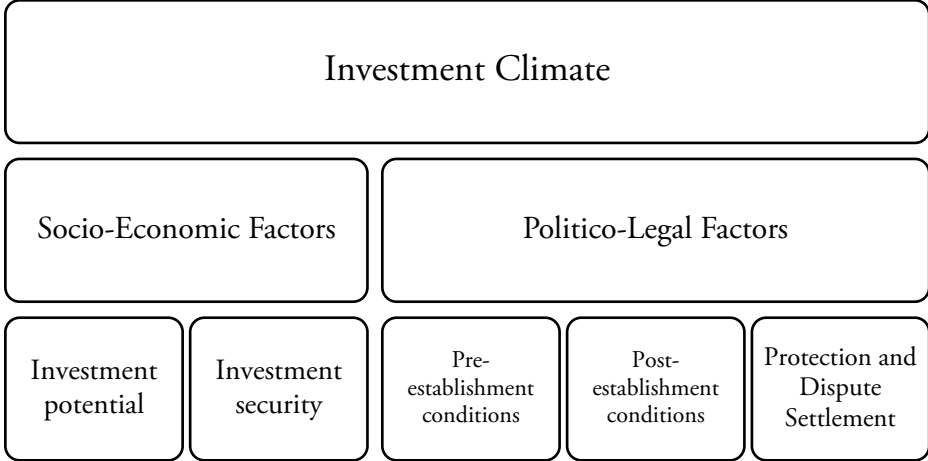 Investment Climate
Socio-Economic Factors
Politico-Legal Factors
Investment
potential
Investment
security
Pre-
establishment
conditions
Post-
establishment
conditions
Protection and
Dispute
Settlement